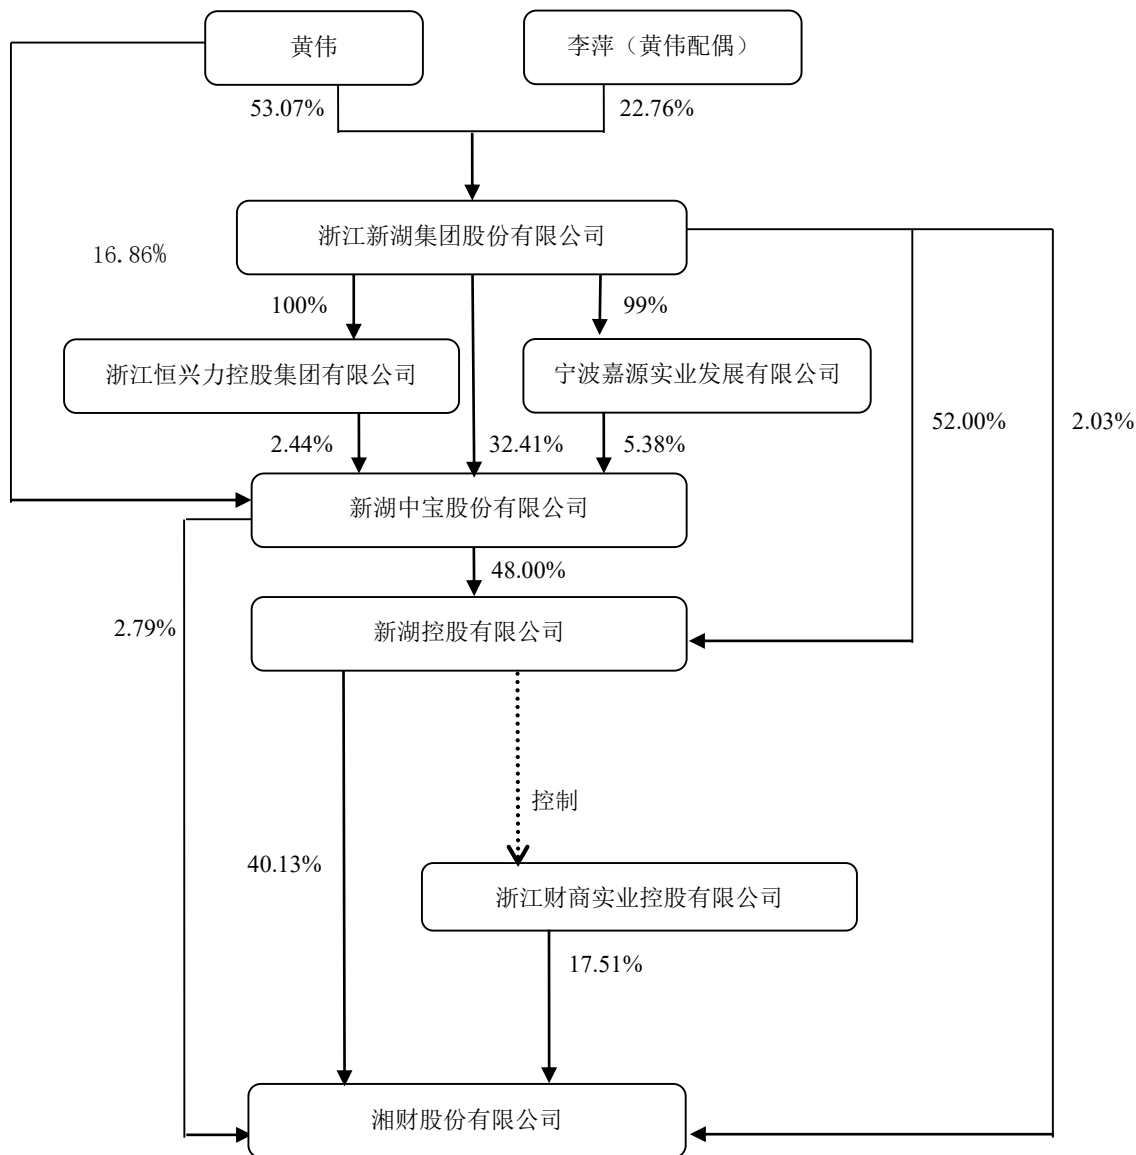 黄伟
李萍（黄伟配偶）
53.07%
22.76%
浙江新湖集团股份有限公司
16.86%
100%
99%
浙江恒兴力控股集团有限公司
宁波嘉源实业发展有限公司
52.00%
2.03%
2.44%
32.41%
5.38%
新湖中宝股份有限公司
48.00%
2.79%
新湖控股有限公司
控制
40.13%
浙江财商实业控股有限公司
17.51%
湘财股份有限公司